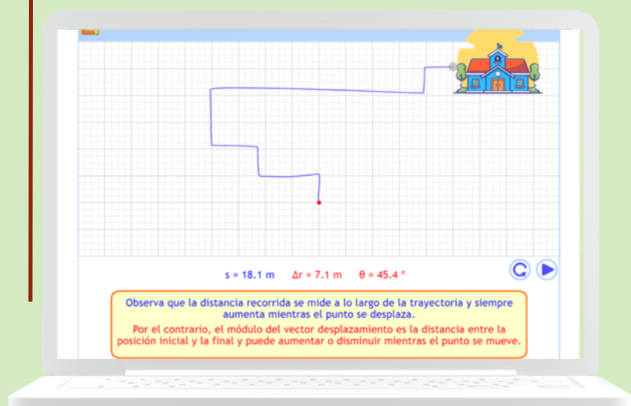 s = 18.1 m Δr = 7.1 m θ = 45.4 °
Observa que la distancia recorrida se mide a lo largo de la trayectoria y siempre
aumenta mientras el punto se desplaza.
Por el contrario, el módulo del vector desplazamiento es la distancia entre la
posición inicial y la final y puede aumentar o disminuir mientras el punto se mueve.